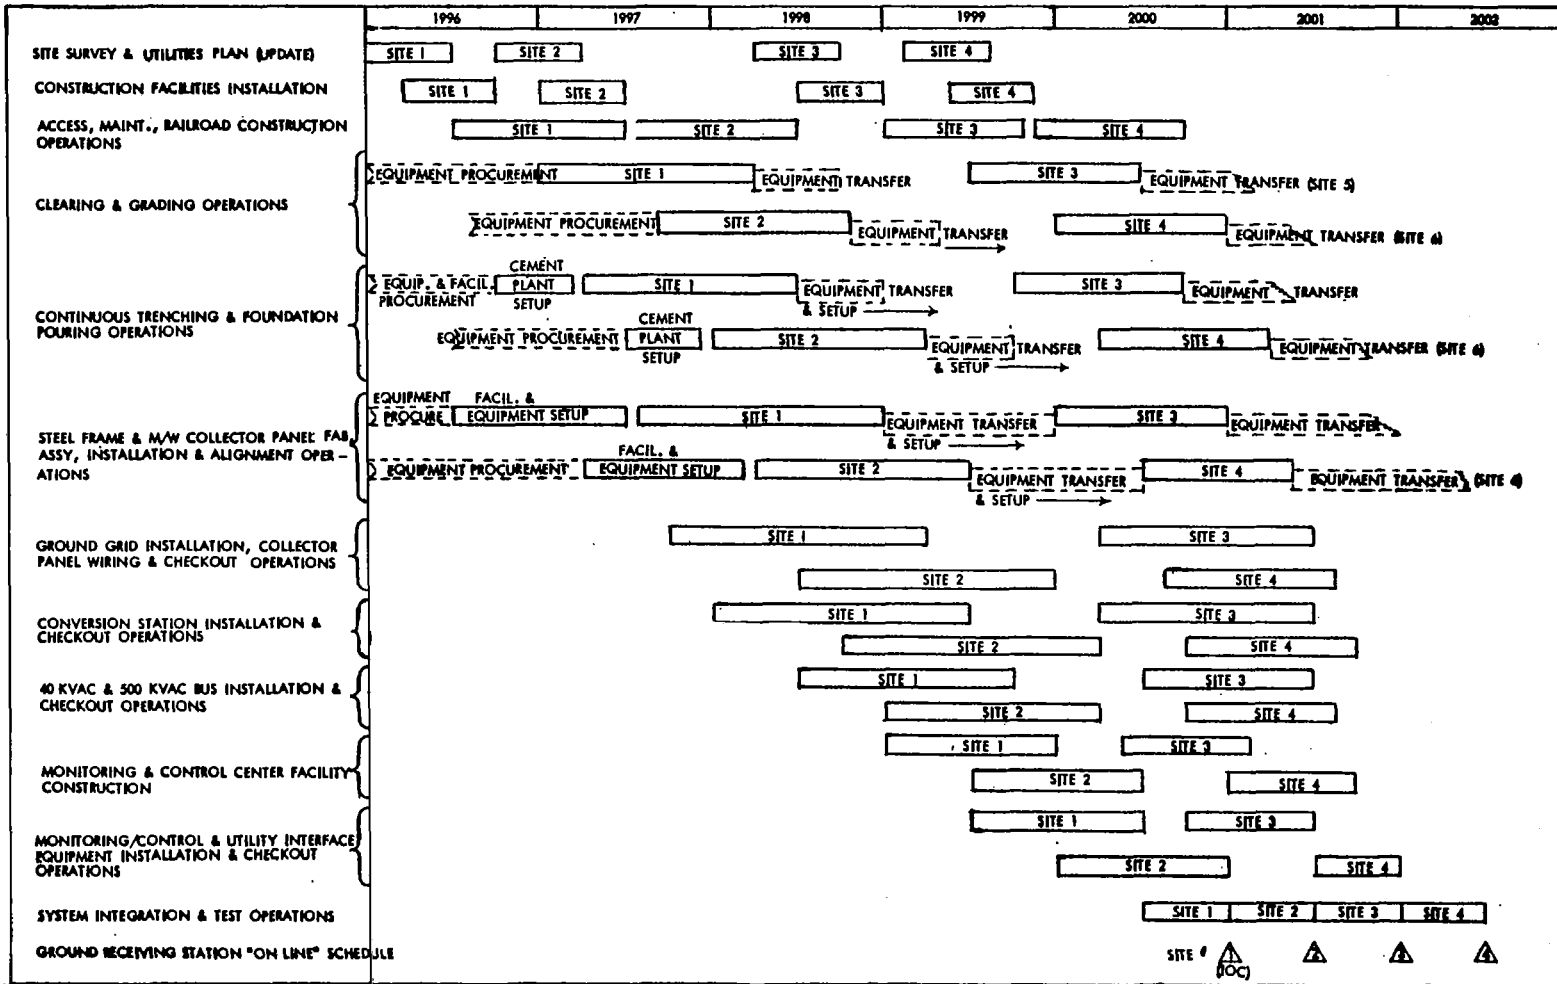 1996 1997 1998 1999 2000 2001 2002
SITE SURVEY & UTILITIES PLAN (UPDATE) SITE 1 SITE 2 SITE 3 SITE 4
CONSTRUCTION FACILITIES INSTALLATION SITE 1 SITE 2 SITE 3 SITE 4
ACCESS, MAINT., RAILROAD CONSTRUCTION
OPERATIONS
SITE 1 SITE 2 SITE 3 SITE 4
CLEARING & GRADING OPERATIONS
EQUIPMENT PROCUREMENT SITE 1 EQUIPMENT TRANSFER SITE 3 EQUIPMENT TRANSFER (SITE 5)
EQUIPMENT PROCUREMENT SITE 2 EQUIPMENT TRANSFER SITE 4 EQUIPMENT TRANSFER (SITE 6)
CONTINUOUS TRENCHING & FOUNDATION
POURING OPERATIONS
EQUIP. & FACIL.
PROCUREMENT
CEMENT
PLANT
SETUP
SITE 1
EQUIPMENT TRANSFER
& SETUP
SITE 3
EQUIPMENT TRANSFER
EQUIPMENT PROCUREMENT
CEMENT
PLANT
SETUP
SITE 2
EQUIPMENT TRANSFER
& SETUP
SITE 4
EQUIPMENT TRANSFER (SITE 6)
STEEL FRAME & M/W COLLECTOR PANEL FAB,
ASSY, INSTALLATION & ALIGNMENT OPER-
ATIONS
EQUIPMENT
PROCURE
FACIL. &
EQUIPMENT SETUP
SITE 1
EQUIPMENT TRANSFER
& SETUP
SITE 3
EQUIPMENT TRANSFER
EQUIPMENT PROCUREMENT
FACIL. &
EQUIPMENT SETUP
SITE 2
EQUIPMENT TRANSFER
& SETUP
SITE 4
EQUIPMENT TRANSFER
GROUND GRID INSTALLATION, COLLECTOR
PANEL WIRING & CHECKOUT OPERATIONS
SITE 1 SITE 3
SITE 2 SITE 4
CONVERSION STATION INSTALLATION &
CHECKOUT OPERATIONS
SITE 1 SITE 3
SITE 2 SITE 4
40 KVAC & 500 KVAC BUS INSTALLATION &
CHECKOUT OPERATIONS
SITE 1 SITE 3
SITE 2 SITE 4
MONITORING & CONTROL CENTER FACILITY
CONSTRUCTION
SITE 1 SITE 3
SITE 2 SITE 4
MONITORING/CONTROL & UTILITY INTERFACE
EQUIPMENT INSTALLATION & CHECKOUT
OPERATIONS
SITE 1 SITE 3
SITE 2 SITE 4
SYSTEM INTEGRATION & TEST OPERATIONS SITE 1 SITE 2 SITE 3 SITE 4
GROUND RECEIVING STATION "ON LINE" SCHEDULE SITE # 1 2 3 4
(IOC)